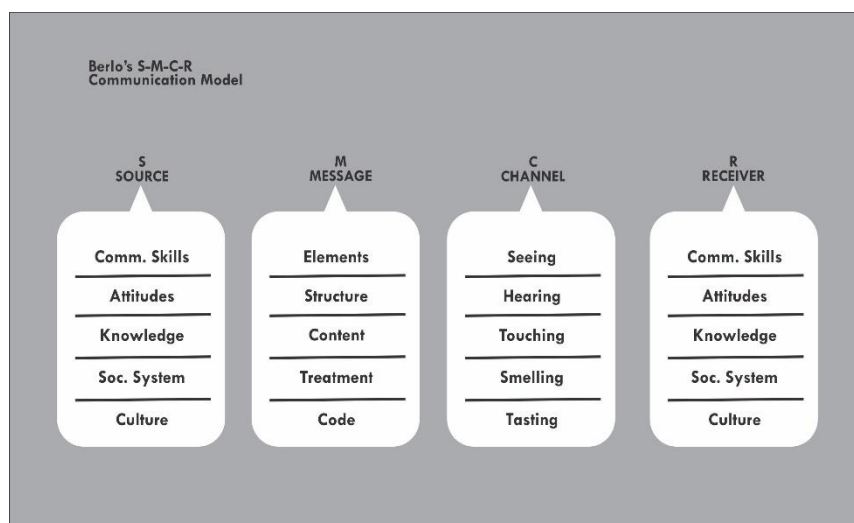 Berlo's S-M-C-R
Communication Model
S
SOURCE
Comm. Skills
Attitudes
Knowledge
Soc. System
Culture
M
MESSAGE
Elements
Structure
Content
Treatment
Code
C
CHANNEL
Seeing
Hearing
Touching
Smelling
Tasting
R
RECEIVER
Comm. Skills
Attitudes
Knowledge
Soc. System
Culture